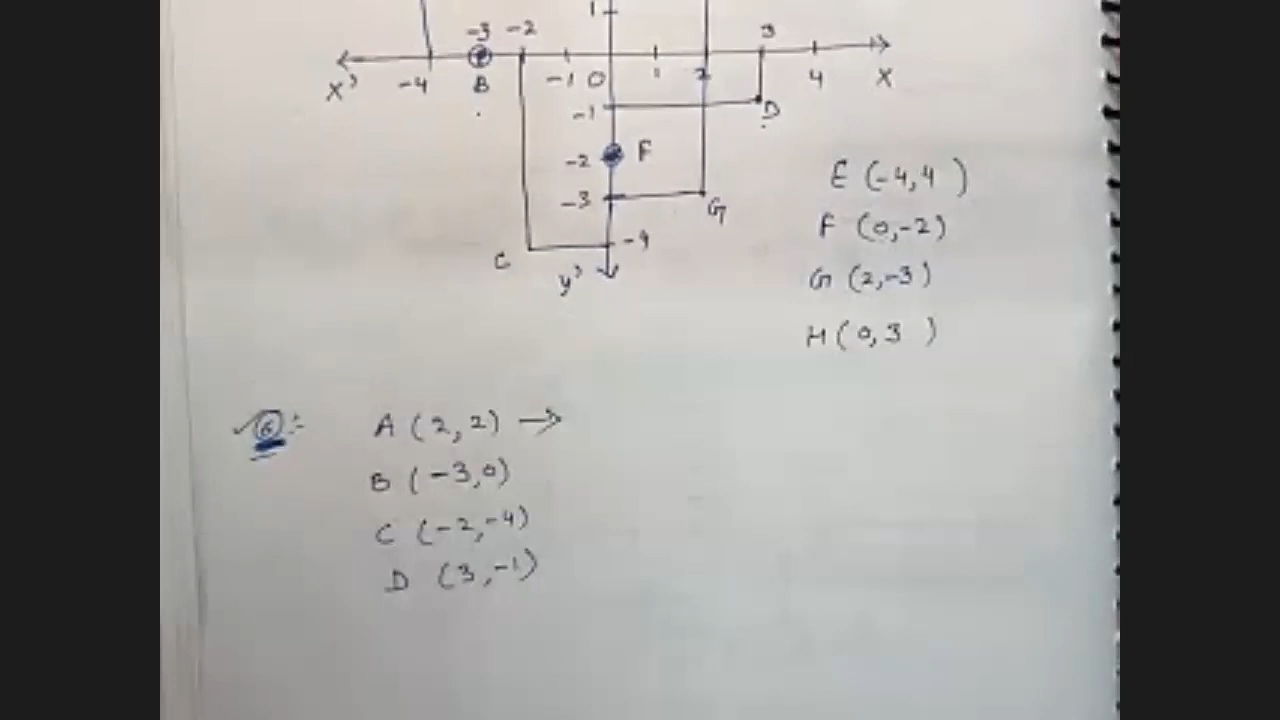 1
-3 -2 3
X' -4 B -1 0 1 2 4 X
-1 D
-2 F
-3 G
C -4
y'
E (-4,4 )
F (0,-2)
G (2,-3)
H (0,3 )
6 :- A (2,2) →
B (-3,0)
C (-2,-4)
D (3,-1)